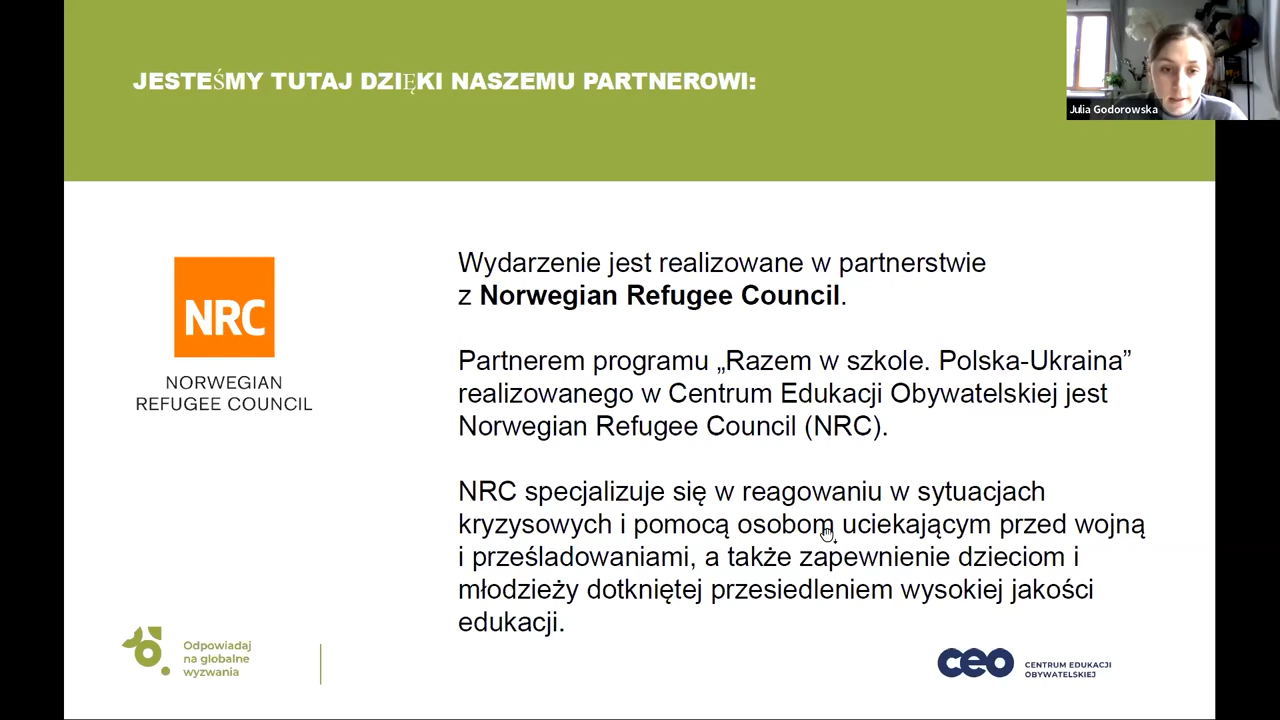 JESTEŚMY TUTAJ DZIĘKI NASZEMU PARTNEROWI:
Julia Godorowska
NRC
NORWEGIAN
REFUGEE COUNCIL
Wydarzenie jest realizowane w partnerstwie
z Norwegian Refugee Council.
Partnerem programu „Razem w szkole. Polska-Ukraina”
realizowanego w Centrum Edukacji Obywatelskiej jest
Norwegian Refugee Council (NRC).
NRC specjalizuje się w reagowaniu w sytuacjach
kryzysowych i pomocą osobom uciekającym przed wojną
i prześladowaniami, a także zapewnienie dzieciom i
młodzieży dotkniętej przesiedleniem wysokiej jakości
edukacji.
Odpowiadaj
na globalne
wyzwania
ceo
CENTRUM EDUKACJI
OBYWATELSKIEJ